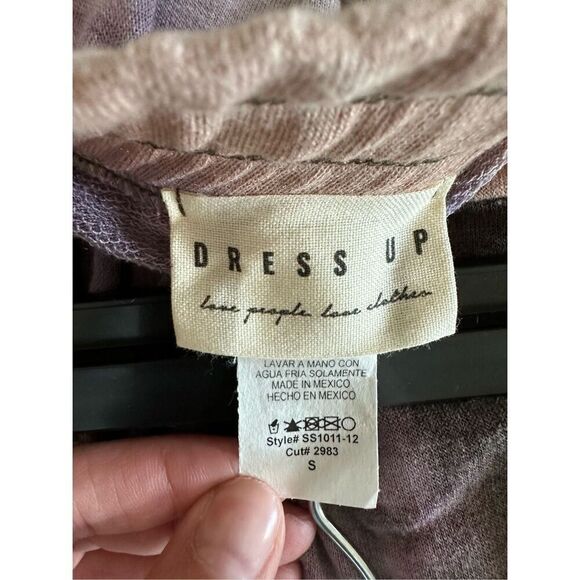 DRESS UP
love people. love clothes.
LAVAR A MANO CON
AGUA FRIA SOLAMENTE
MADE IN MEXICO
HECHO EN MEXICO
Style# SS1011-12
Cut# 2983
S